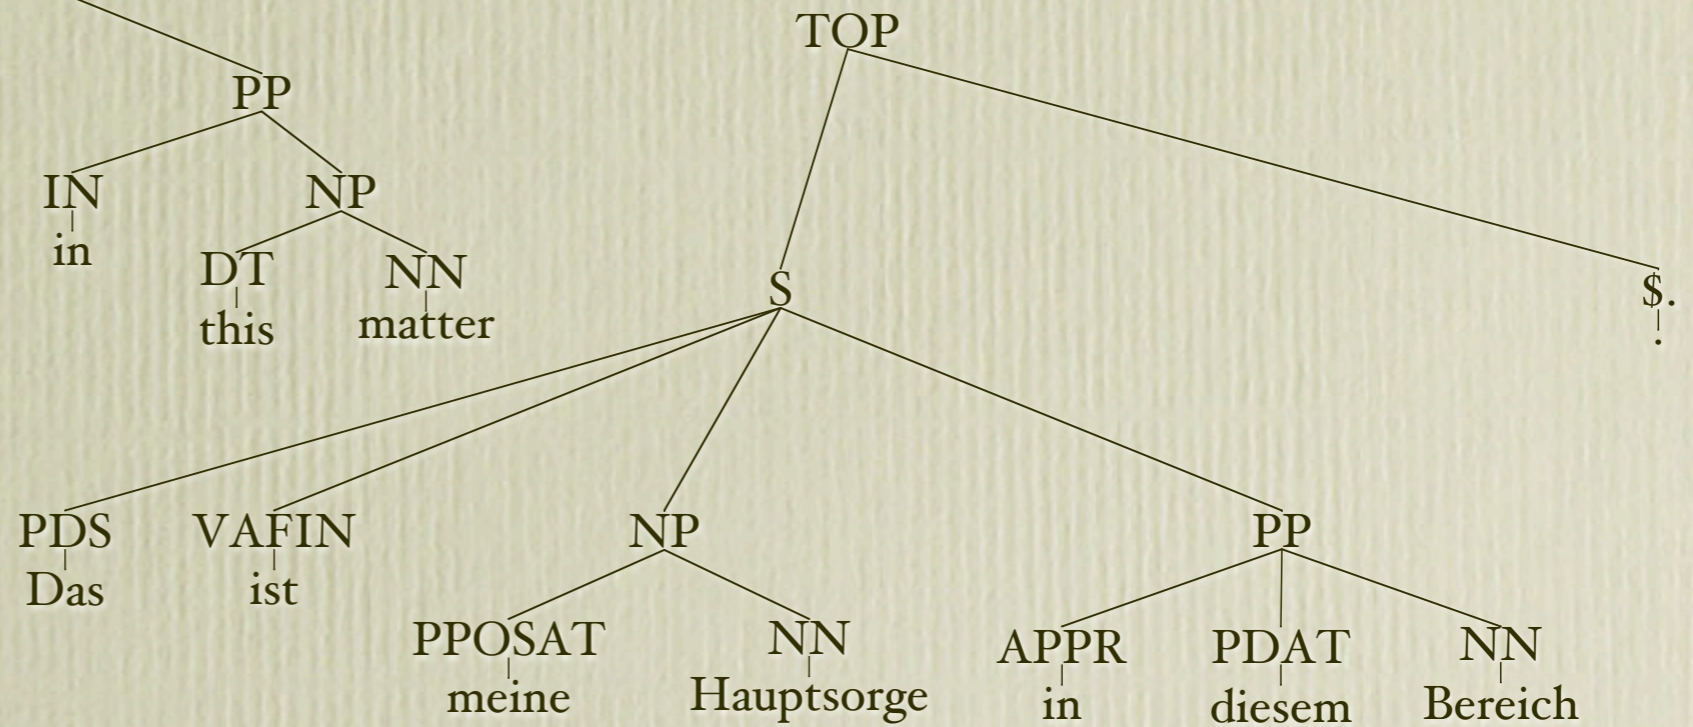 TOP
PP
IN NP
in
DT NN
this matter
S $.
.
PDS VAFIN NP PP
Das ist
PPOSAT NN APPR PDAT NN
meine Hauptsorge in diesem Bereich